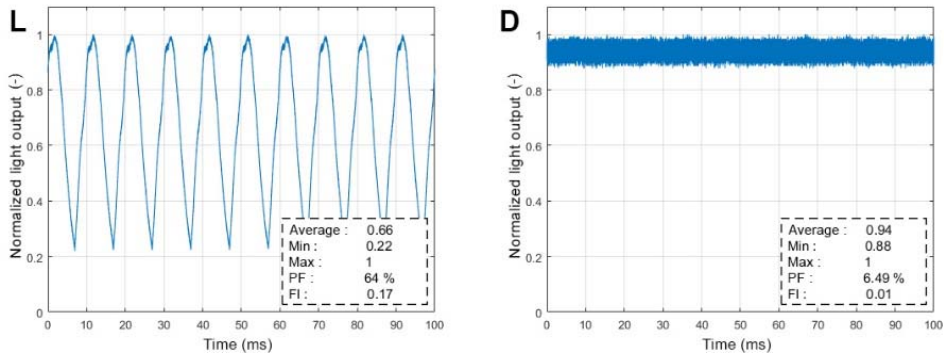 L
Normalized light output (-)
1
0.8
0.6
0.4
0.2
0
Average : 0.66
Min : 0.22
Max : 1
PF : 64 %
FI : 0.17
0 10 20 30 40 50 60 70 80 90 100
Time (ms)
D
Normalized light output (-)
1
0.8
0.6
0.4
0.2
0
Average : 0.94
Min : 0.88
Max : 1
PF : 6.49 %
FI : 0.01
0 10 20 30 40 50 60 70 80 90 100
Time (ms)